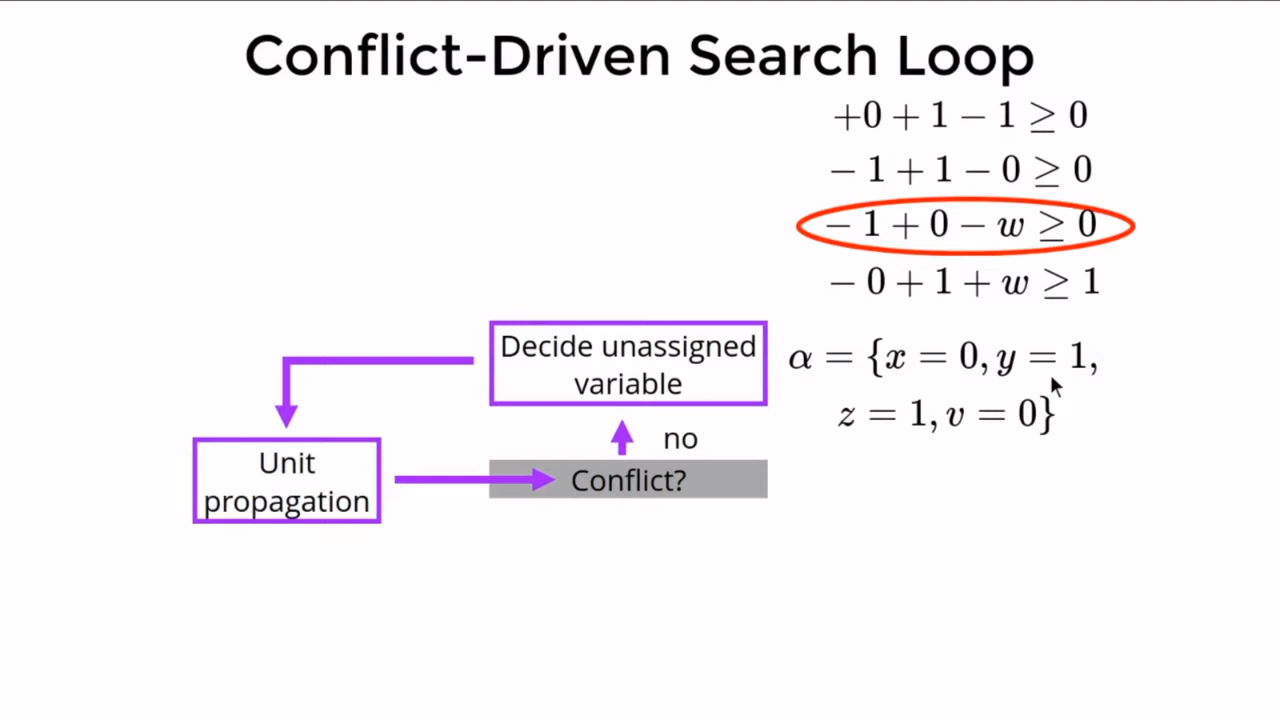 Conflict-Driven Search Loop
+0 + 1 − 1 ≥ 0
− 1 + 1 − 0 ≥ 0
− 1 + 0 − w ≥ 0
− 0 + 1 + w ≥ 1
Decide unassigned
variable
α = {x = 0, y = 1,
z = 1, v = 0}
no
Conflict?
Unit
propagation